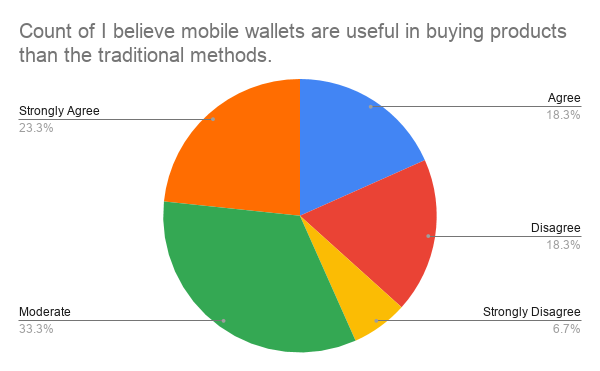 Count of I believe mobile wallets are useful in buying products
than the traditional methods.
Strongly Agree
23.3%
Agree
18.3%
Disagree
18.3%
Moderate
33.3%
Strongly Disagree
6.7%